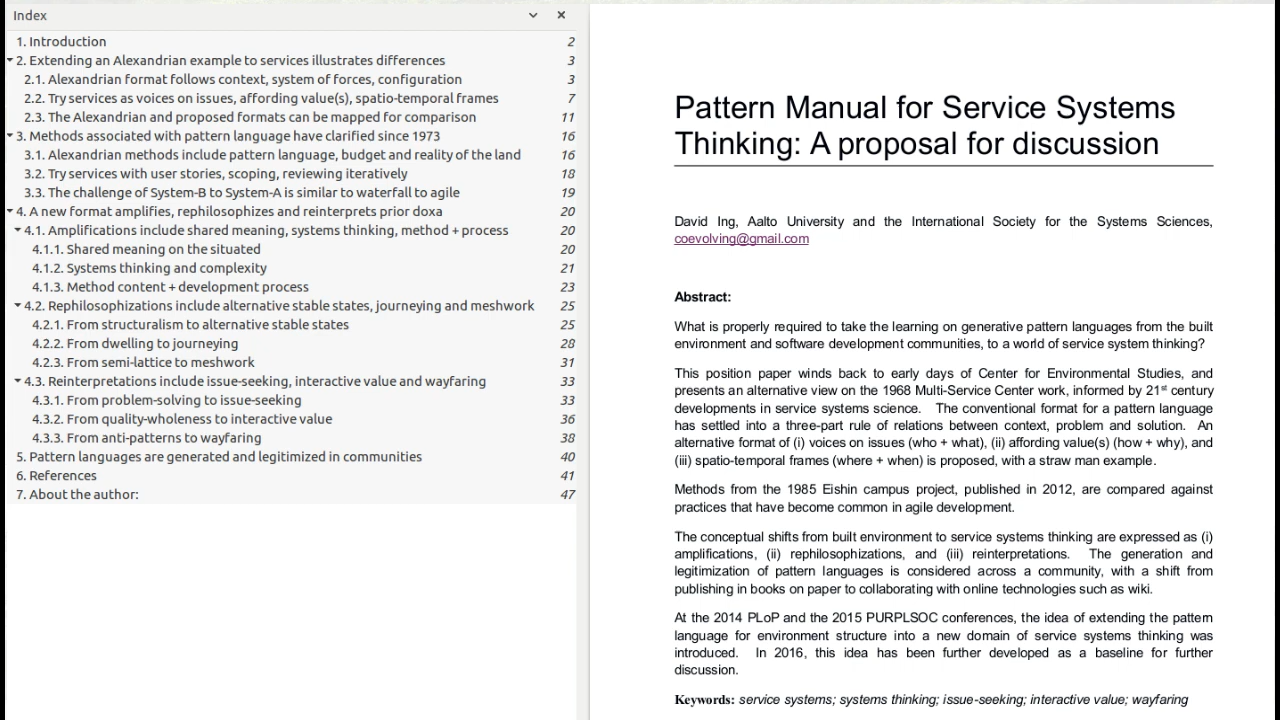 Index
1. Introduction 2
2. Extending an Alexandrian example to services illustrates differences 3
2.1. Alexandrian format follows context, system of forces, configuration 3
2.2. Try services as voices on issues, affording value(s), spatio-temporal frames 7
2.3. The Alexandrian and proposed formats can be mapped for comparison 11
3. Methods associated with pattern language have clarified since 1973 16
3.1. Alexandrian methods include pattern language, budget and reality of the land 16
3.2. Try services with user stories, scoping, reviewing iteratively 18
3.3. The challenge of System-B to System-A is similar to waterfall to agile 19
4. A new format amplifies, rephilosophizes and reinterprets prior doxa 20
4.1. Amplifications include shared meaning, systems thinking, method + process 20
4.1.1. Shared meaning on the situated 20
4.1.2. Systems thinking and complexity 21
4.1.3. Method content + development process 23
4.2. Rephilosophizations include alternative stable states, journeying and meshwork 25
4.2.1. From structuralism to alternative stable states 25
4.2.2. From dwelling to journeying 28
4.2.3. From semi-lattice to meshwork 31
4.3. Reinterpretations include issue-seeking, interactive value and wayfaring 33
4.3.1. From problem-solving to issue-seeking 33
4.3.2. From quality-wholeness to interactive value 36
4.3.3. From anti-patterns to wayfaring 38
5. Pattern languages are generated and legitimized in communities 40
6. References 41
7. About the author: 47
Pattern Manual for Service Systems
Thinking: A proposal for discussion
David Ing, Aalto University and the International Society for the Systems Sciences,
coevolving@gmail.com
Abstract:
What is properly required to take the learning on generative pattern languages from the built
environment and software development communities, to a world of service system thinking?
This position paper winds back to early days of Center for Environmental Studies, and
presents an alternative view on the 1968 Multi-Service Center work, informed by 21st century
developments in service systems science. The conventional format for a pattern language
has settled into a three-part rule of relations between context, problem and solution. An
alternative format of (i) voices on issues (who + what), (ii) affording value(s) (how + why), and
(iii) spatio-temporal frames (where + when) is proposed, with a straw man example.
Methods from the 1985 Eishin campus project, published in 2012, are compared against
practices that have become common in agile development.
The conceptual shifts from built environment to service systems thinking are expressed as (i)
amplifications, (ii) rephilosophizations, and (iii) reinterpretations. The generation and
legitimization of pattern languages is considered across a community, with a shift from
publishing in books on paper to collaborating with online technologies such as wiki.
At the 2014 PLoP and the 2015 PURPLSOC conferences, the idea of extending the pattern
language for environment structure into a new domain of service systems thinking was
introduced. In 2016, this idea has been further developed as a baseline for further
discussion.
Keywords: service systems; systems thinking; issue-seeking; interactive value; wayfaring